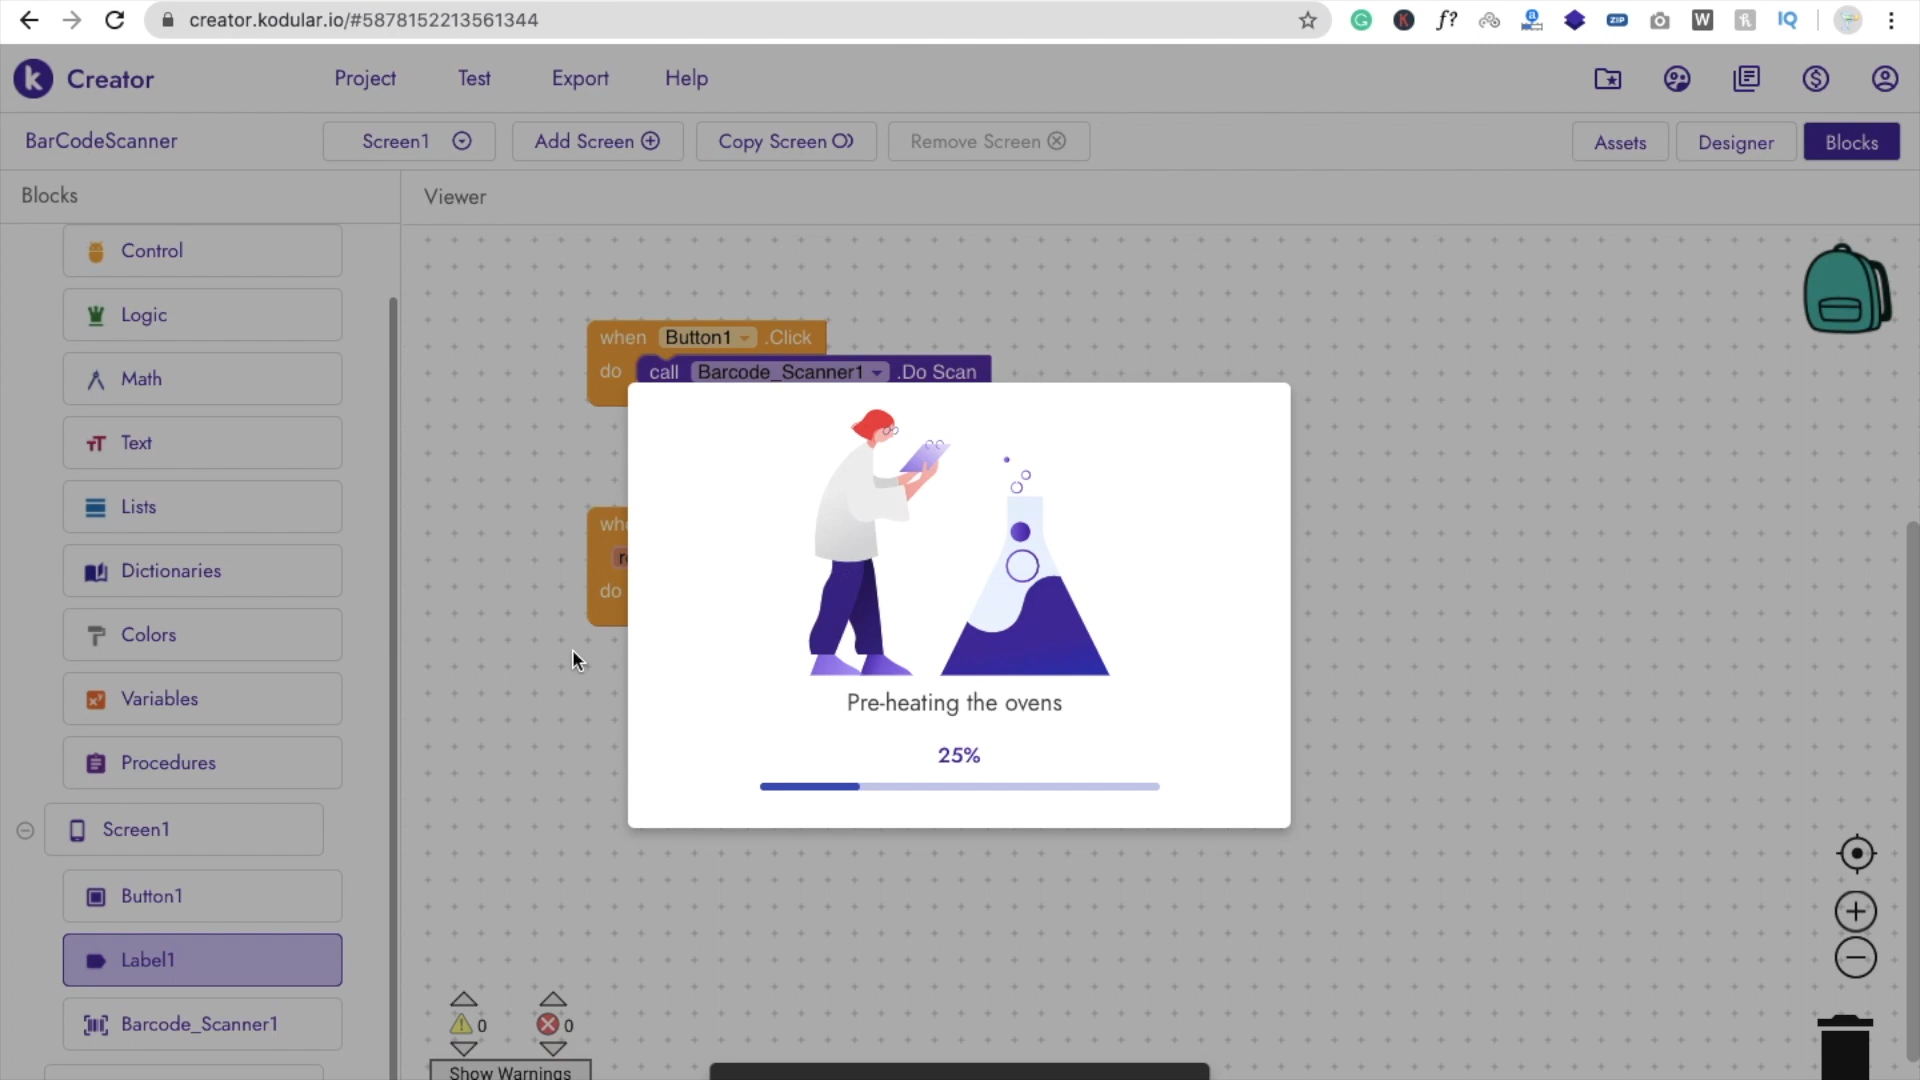 creator.kodular.io/#5878152213561344
Creator
Project
Test
Export
Help
BarCodeScanner
Screen1
Add Screen
Copy Screen
Remove Screen
Assets
Designer
Blocks
Blocks
Viewer
Control
Logic
Math
Text
Lists
Dictionaries
Colors
Variables
Procedures
Screen1
Button1
Label1
Barcode_Scanner1
when Button1 .Click
do call Barcode_Scanner1 .Do Scan
do
Pre-heating the ovens
25%
0
0
Show Warnings